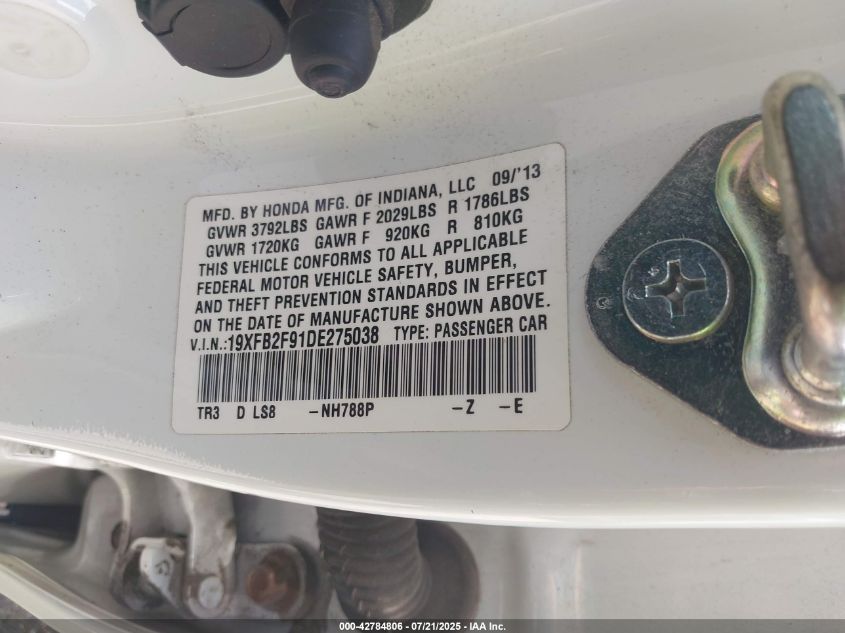 MFD. BY HONDA MFG. OF INDIANA, LLC 09/'13
GVWR 3792LBS GAWR F 2029LBS R 1786LBS
GVWR 1720KG GAWR F 920KG R 810KG
THIS VEHICLE CONFORMS TO ALL APPLICABLE
FEDERAL MOTOR VEHICLE SAFETY, BUMPER,
AND THEFT PREVENTION STANDARDS IN EFFECT
ON THE DATE OF MANUFACTURE SHOWN ABOVE.
V.I.N.:19XFB2F91DE275038 TYPE: PASSENGER CAR
TR3 D LS8 -NH788P -Z -E
000-42784806 - 07/21/2025 - IAA Inc.